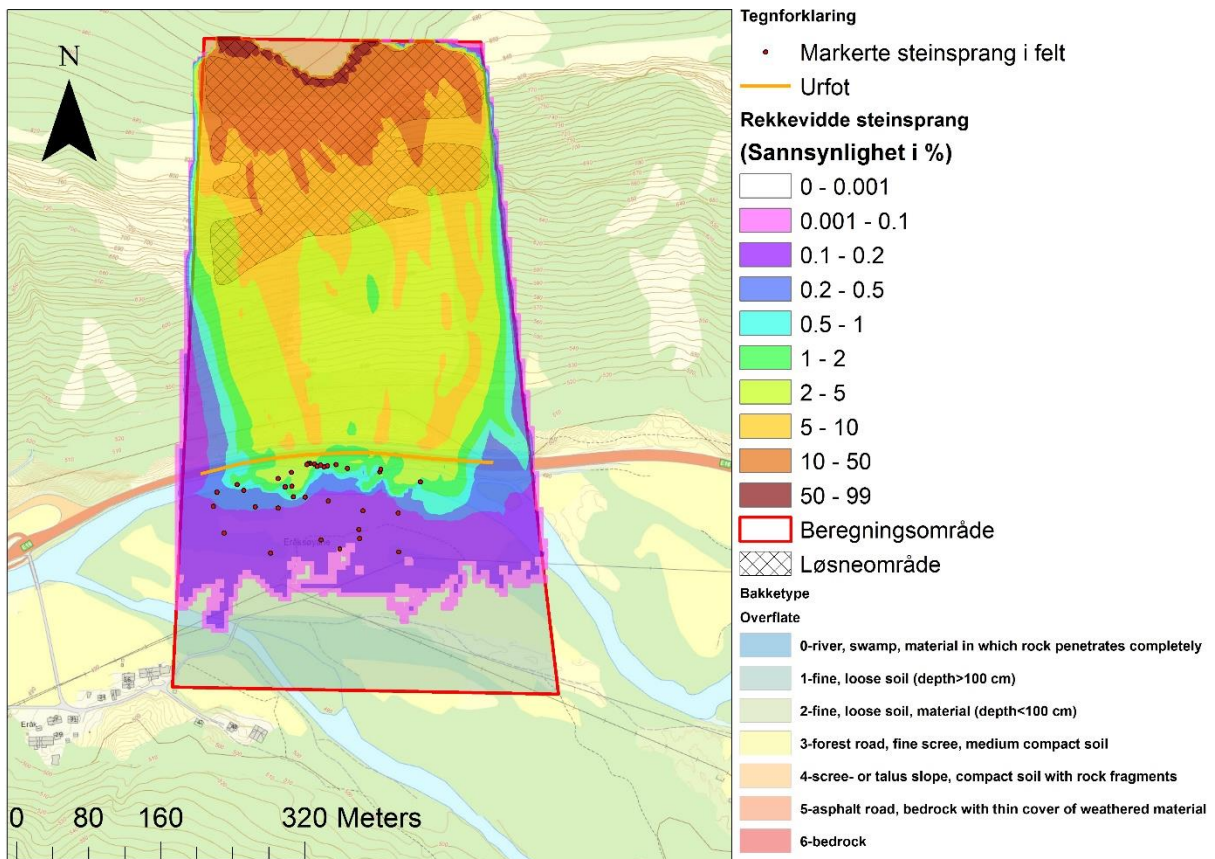 N
Eråksøyane
Eråk
E16
E16
0 80 160 320 Meters
Tegnforklaring
Markerte steinsprang i felt
Urfot
Rekkevidde steinsprang
(Sannsynlighet i %)
0 - 0.001
0.001 - 0.1
0.1 - 0.2
0.2 - 0.5
0.5 - 1
1 - 2
2 - 5
5 - 10
10 - 50
50 - 99
Beregningsområde
Løsneområde
Bakketype
Overflate
0-river, swamp, material in which rock penetrates completely
1-fine, loose soil (depth>100 cm)
2-fine, loose soil, material (depth<100 cm)
3-forest road, fine scree, medium compact soil
4-scree- or talus slope, compact soil with rock fragments
5-asphalt road, bedrock with thin cover of weathered material
6-bedrock